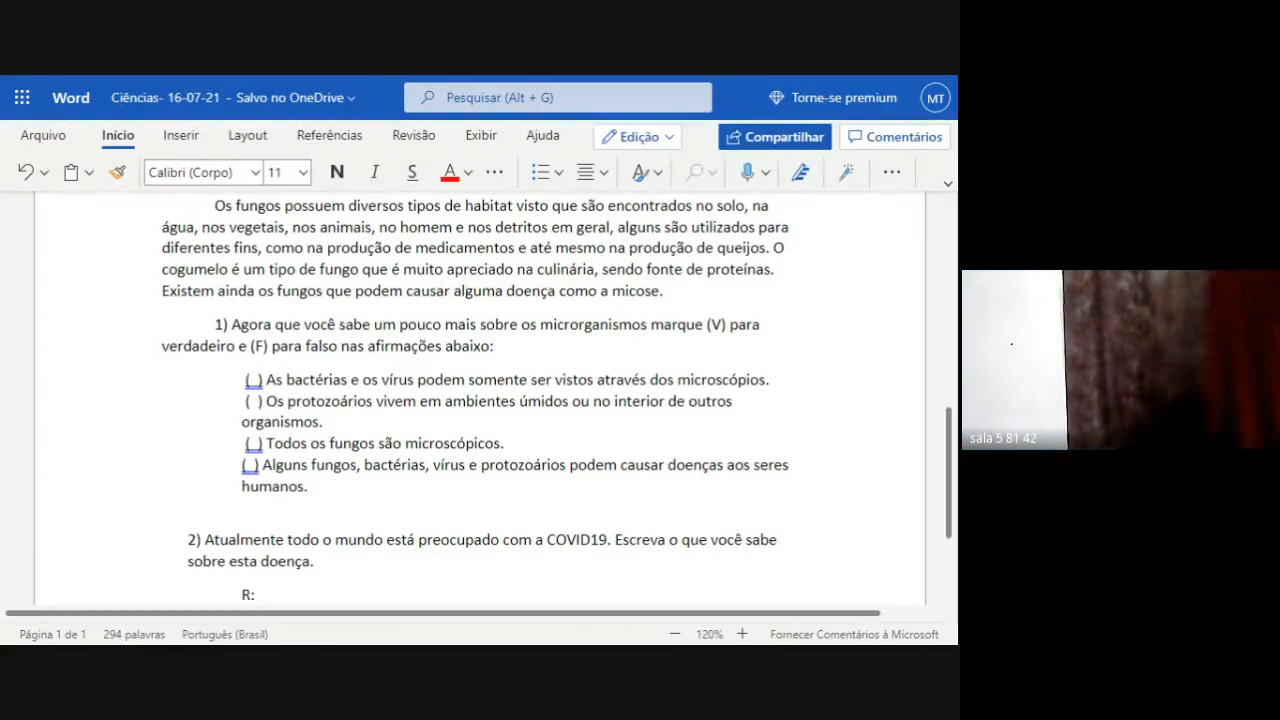 Word Ciências- 16-07-21 - Salvo no OneDrive Pesquisar (Alt + G) Torne-se premium MT
Arquivo Início Inserir Layout Referências Revisão Exibir Ajuda Edição Compartilhar Comentários
Calibri (Corpo) 11 N I S A
Os fungos possuem diversos tipos de habitat visto que são encontrados no solo, na
água, nos vegetais, nos animais, no homem e nos detritos em geral, alguns são utilizados para
diferentes fins, como na produção de medicamentos e até mesmo na produção de queijos. O
cogumelo é um tipo de fungo que é muito apreciado na culinária, sendo fonte de proteínas.
Existem ainda os fungos que podem causar alguma doença como a micose.
1) Agora que você sabe um pouco mais sobre os microrganismos marque (V) para
verdadeiro e (F) para falso nas afirmações abaixo:
( ) As bactérias e os vírus podem somente ser vistos através dos microscópios.
( ) Os protozoários vivem em ambientes úmidos ou no interior de outros
organismos.
( ) Todos os fungos são microscópicos.
( ) Alguns fungos, bactérias, vírus e protozoários podem causar doenças aos seres
humanos.
2) Atualmente todo o mundo está preocupado com a COVID19. Escreva o que você sabe
sobre esta doença.
R:
Página 1 de 1 294 palavras Português (Brasil) 120% Fornecer Comentários à Microsoft
sala 5 81 42